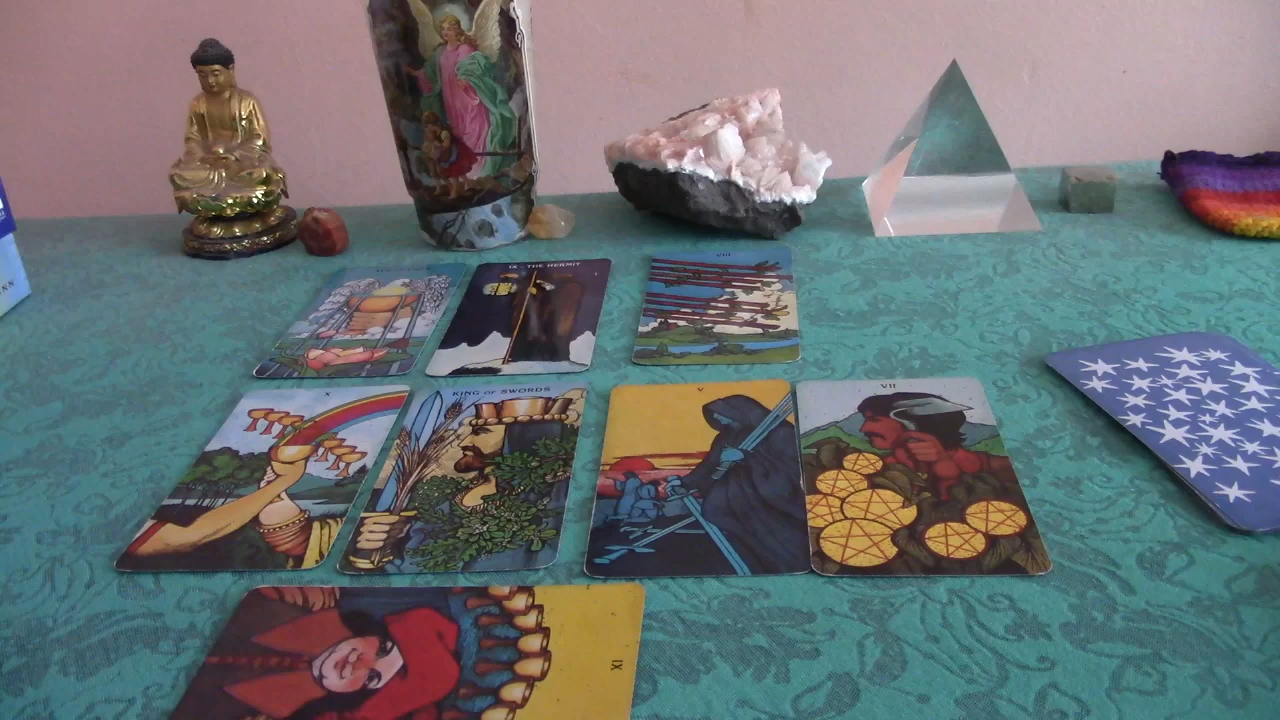 IX - THE HERMIT
VIII
X
KING OF SWORDS
V
VII
IX